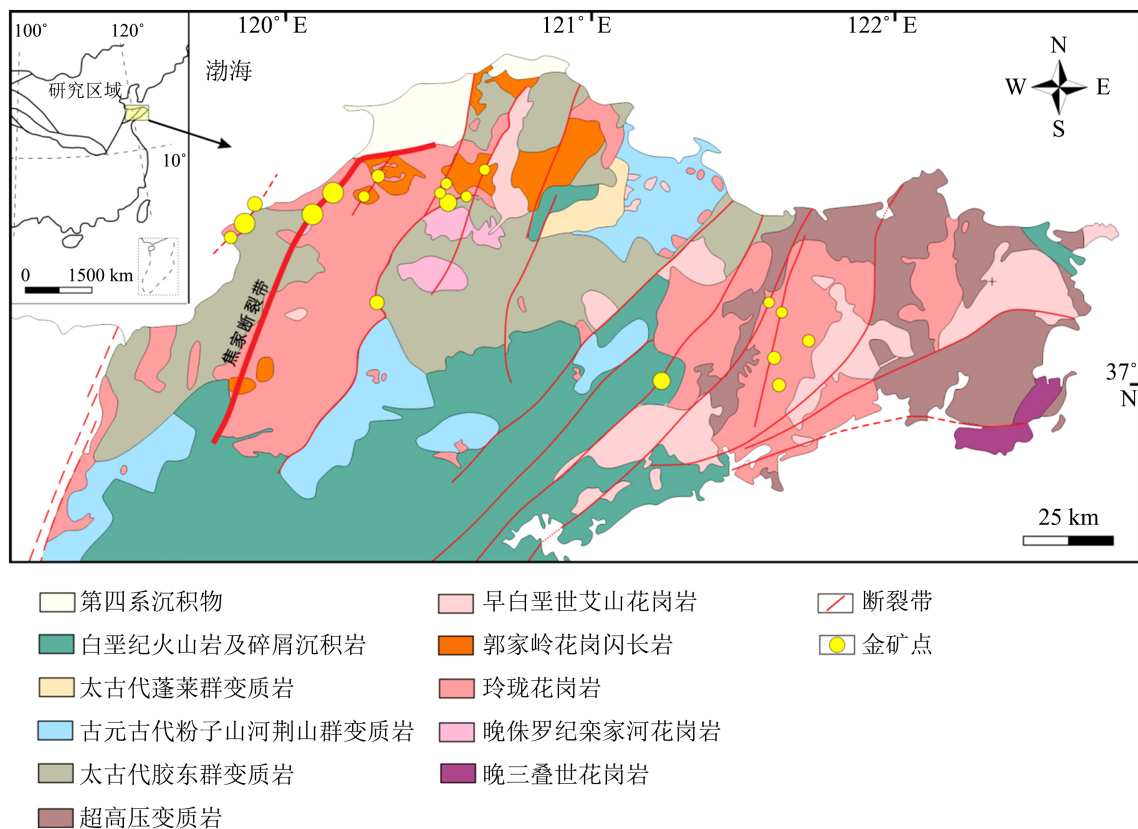 120° E
121° E
122° E
100°
120°
渤海
研究区域
10°
0 1500 km
N
W E
S
焦家断裂带
37°
N
25 km
第四系沉积物
白垩纪火山岩及碎屑沉积岩
太古代蓬莱群变质岩
古元古代粉子山河荆山群变质岩
太古代胶东群变质岩
超高压变质岩
早白垩世艾山花岗岩
郭家岭花岗闪长岩
玲珑花岗岩
晚侏罗纪栾家河花岗岩
晚三叠世花岗岩
断裂带
金矿点